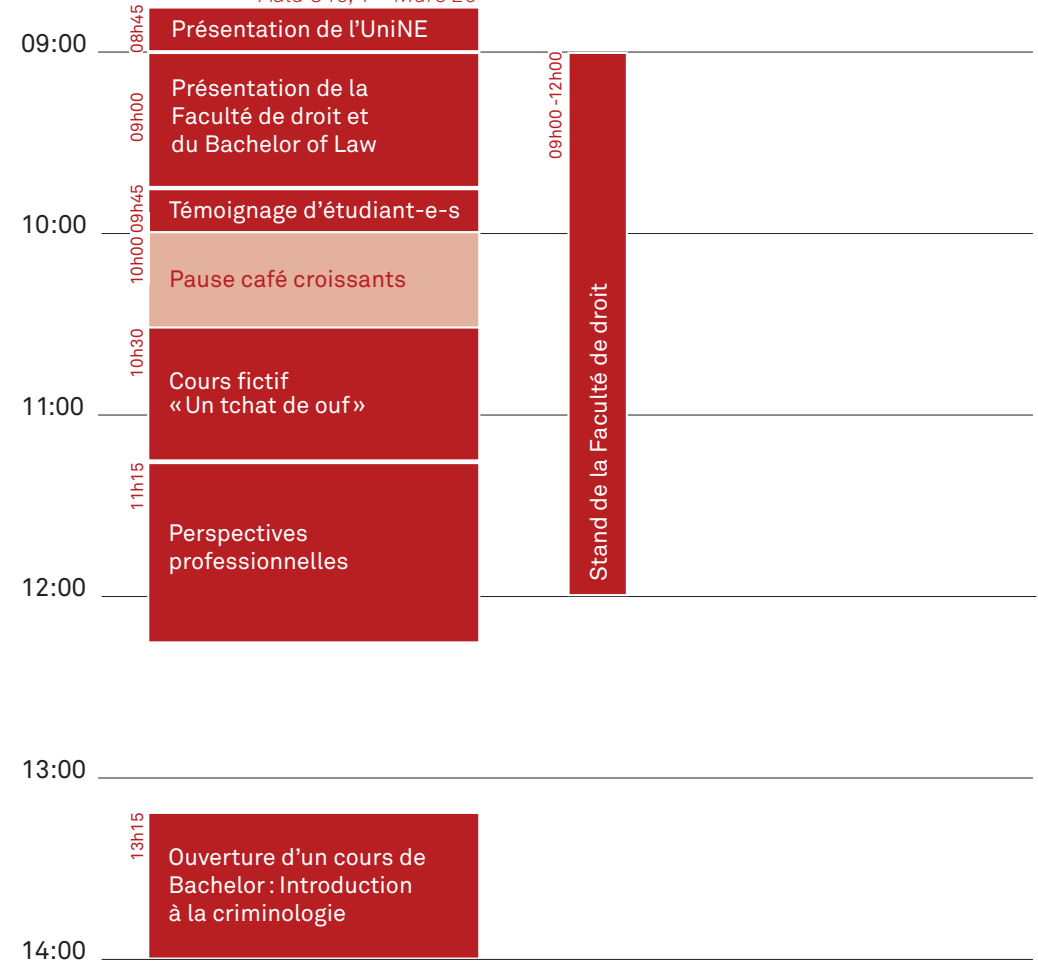 08h45
Présentation de l’UniNE
09:00
09h00
Présentation de la
Faculté de droit et
du Bachelor of Law
09h00 -12h00
Stand de la Faculté de droit
09h45
Témoignage d’étudiant-e-s
10:00
10h00
Pause café croissants
10h30
Cours fictif
«Un tchat de ouf»
11:00
11h15
Perspectives
professionnelles
12:00
13:00
13h15
Ouverture d’un cours de
Bachelor : Introduction
à la criminologie
14:00